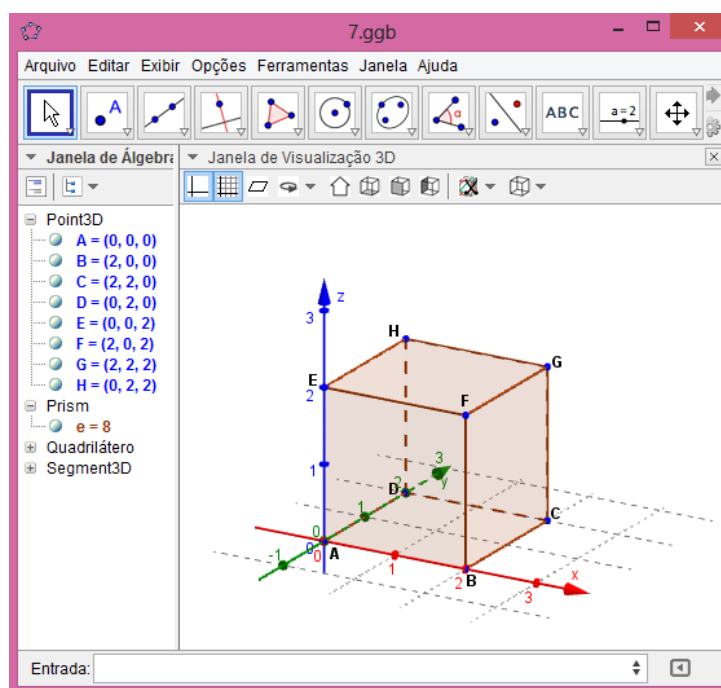 7.ggb
Arquivo Editar Exibir Opções Ferramentas Janela Ajuda
A α ABC a=2
Janela de Álgebra
Janela de Visualização 3D
Point3D
A = (0, 0, 0)
B = (2, 0, 0)
C = (2, 2, 0)
D = (0, 2, 0)
E = (0, 0, 2)
F = (2, 0, 2)
G = (2, 2, 2)
H = (0, 2, 2)
Prism
e = 8
Quadrilátero
Segment3D
z
3
H
G
E
2
F
3
1
D
2
y
1
C
0
0
0
A
-1
1
2
B
3
x
Entrada: